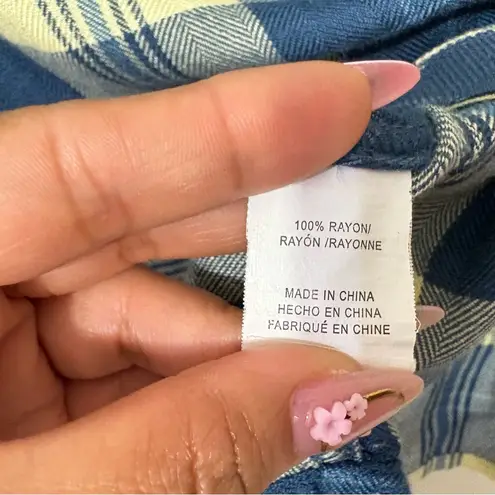 100% RAYON/
RAYÓN /RAYONNE
MADE IN CHINA
HECHO EN CHINA
FABRIQUÉ EN CHINE